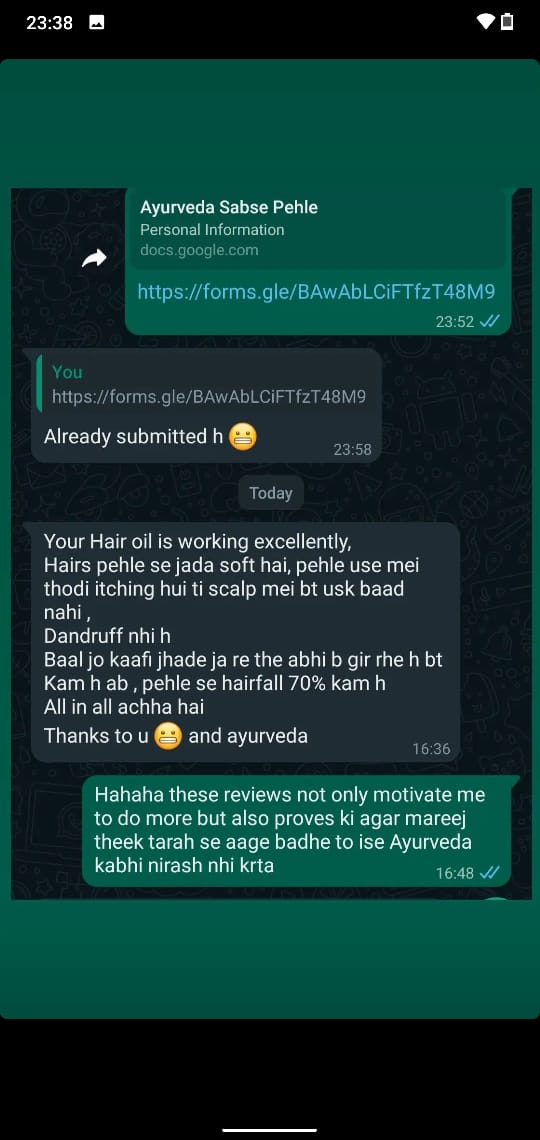 23:38
Ayurveda Sabse Pehle
Personal Information
docs.google.com
https://forms.gle/BAwAbLCiFTfzT48M9
23:52
You
https://forms.gle/BAwAbLCiFTfzT48M9
Already submitted h 😬
23:58
Today
Your Hair oil is working excellently,
Hairs pehle se jada soft hai, pehle use mei
thodi itching hui ti scalp mei bt usk baad
nahi ,
Dandruff nhi h
Baal jo kaafi jhade ja re the abhi b gir rhe h bt
Kam h ab , pehle se hairfall 70% kam h
All in all achha hai
Thanks to u 😬 and ayurveda
16:36
Hahaha these reviews not only motivate me
to do more but also proves ki agar mareej
theek tarah se aage badhe to ise Ayurveda
kabhi nirash nhi krta
16:48